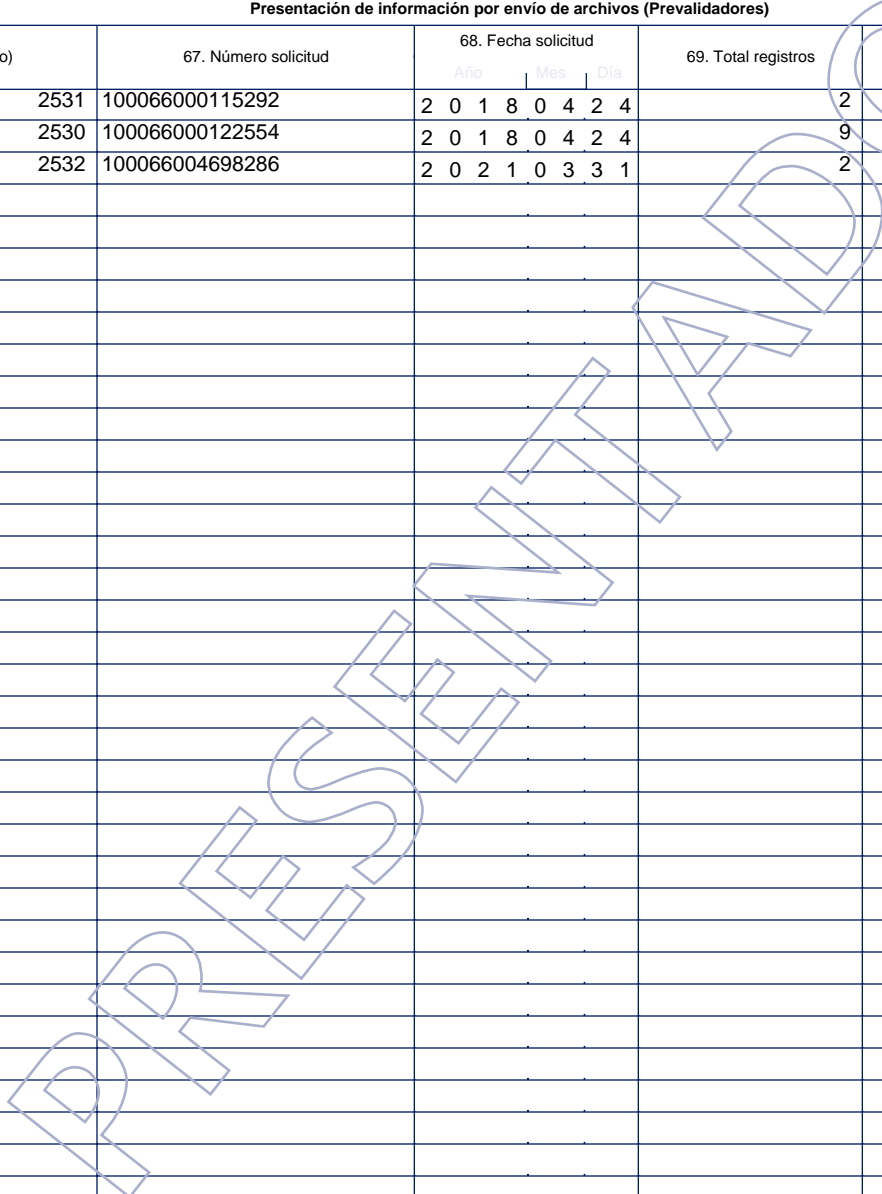 Presentación de información por envío de archivos (Prevalidadores)
o) 67. Número solicitud 68. Fecha solicitud 69. Total registros
Año Mes Día
2531 100066000115292 2 0 1 8 0 4 2 4 2
2530 100066000122554 2 0 1 8 0 4 2 4 9
2532 100066004698286 2 0 2 1 0 3 3 1 2
PRESENTADO